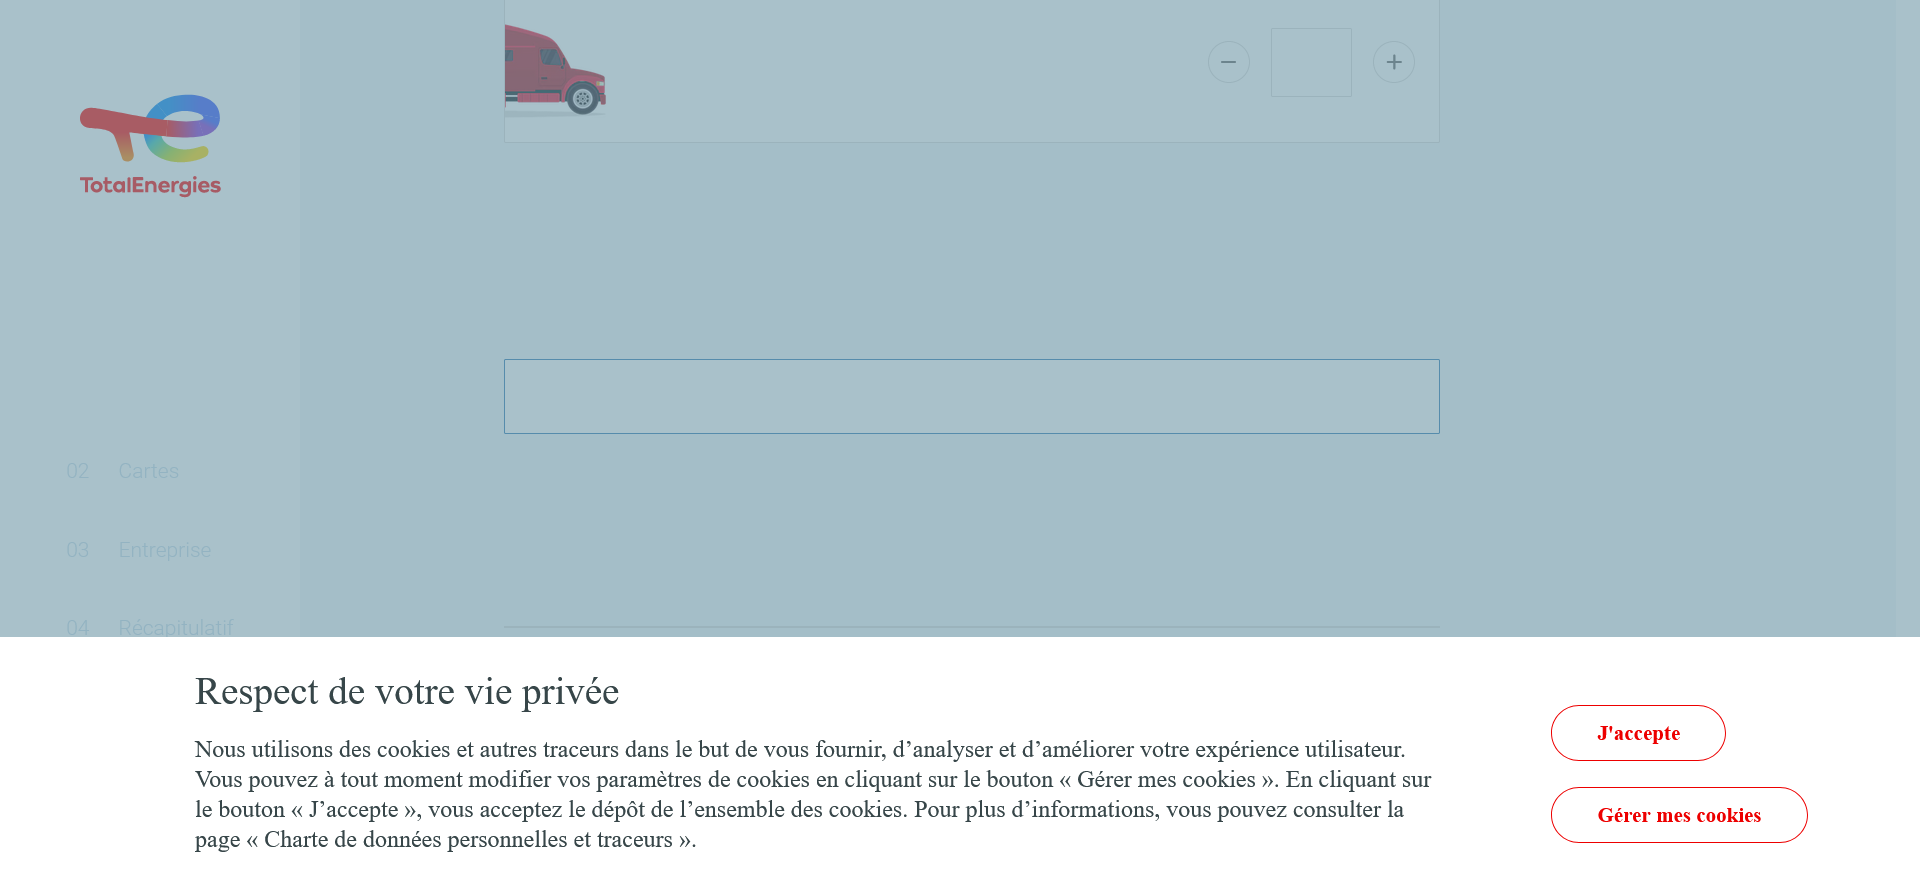 TotalEnergies
02 Cartes
03 Entreprise
04 Récapitulatif
Respect de votre vie privée
Nous utilisons des cookies et autres traceurs dans le but de vous fournir, d’analyser et d’améliorer votre expérience utilisateur.
Vous pouvez à tout moment modifier vos paramètres de cookies en cliquant sur le bouton « Gérer mes cookies ». En cliquant sur
le bouton « J’accepte », vous acceptez le dépôt de l’ensemble des cookies. Pour plus d’informations, vous pouvez consulter la
page « Charte de données personnelles et traceurs ».
J'accepte
Gérer mes cookies